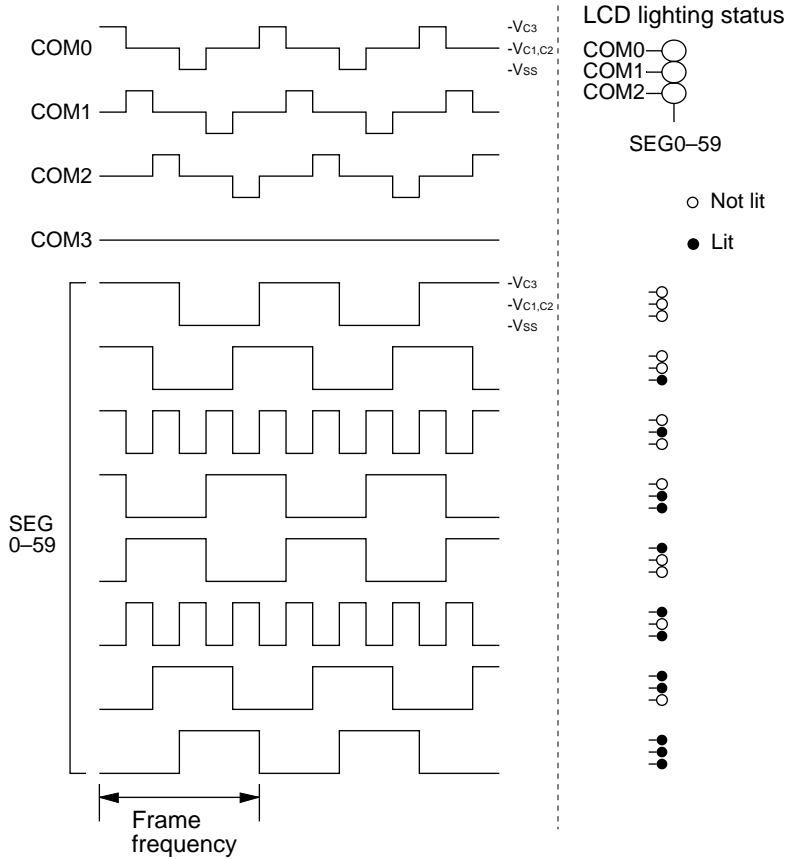 LCD lighting status
-VC3
COM0
-VC1,C2
-VSS
COM0
COM1
COM2
SEG0–59
COM1
COM2
Not lit
COM3
Lit
-VC3
-VC1,C2
-VSS
SEG
0–59
Frame
frequency